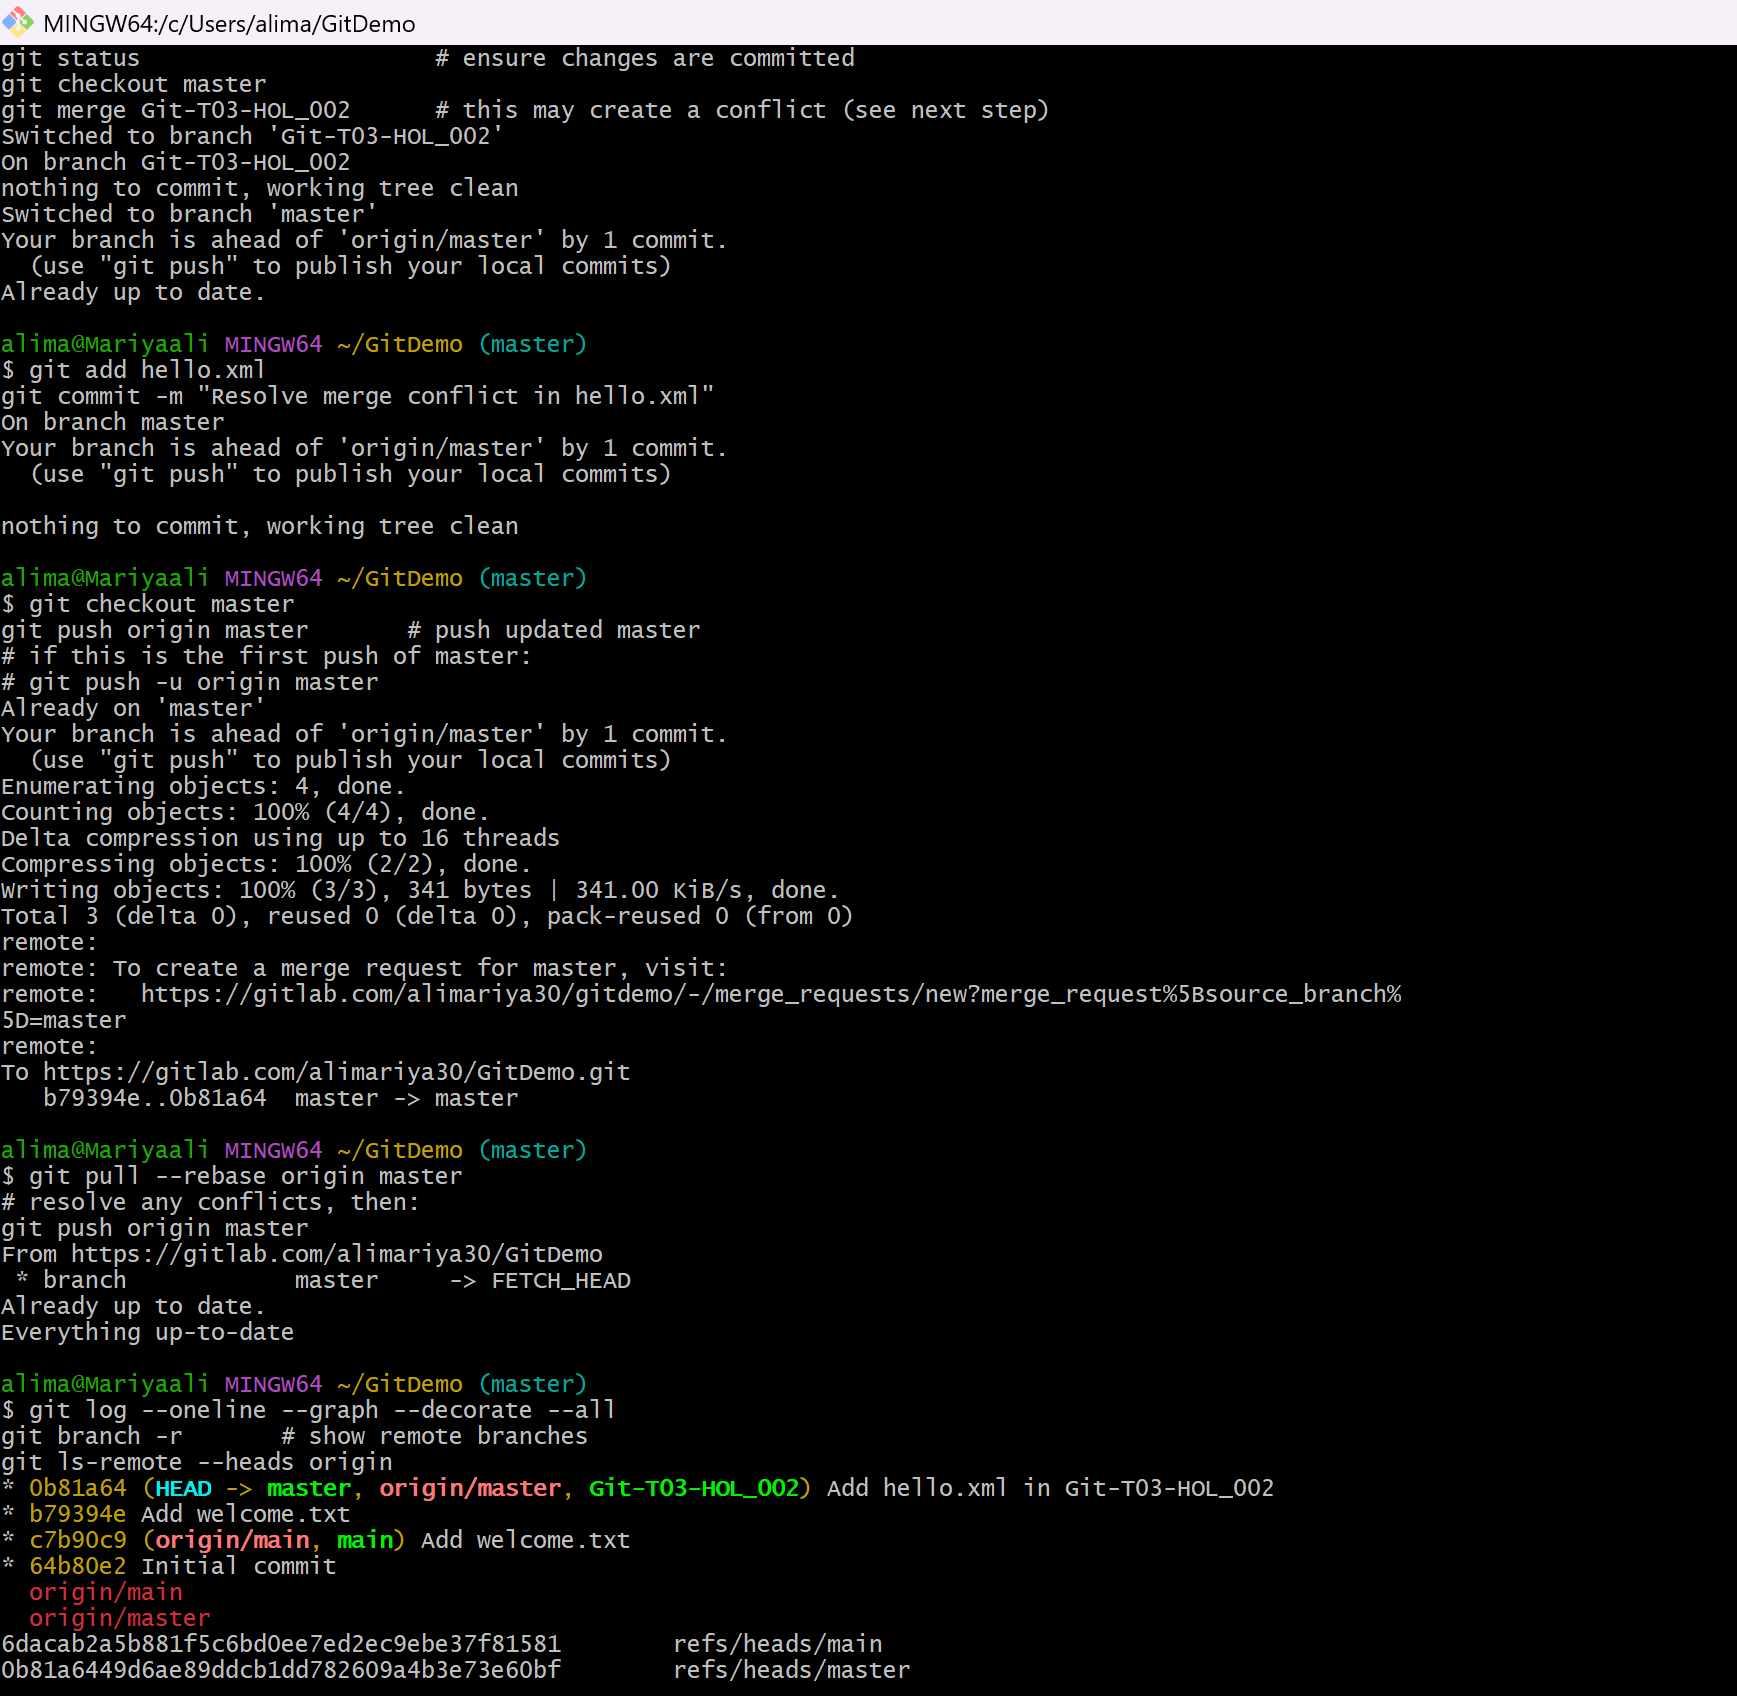 MINGW64:/c/Users/alima/GitDemo
git status                     # ensure changes are committed
git checkout master
git merge Git-T03-HOL_002      # this may create a conflict (see next step)
Switched to branch 'Git-T03-HOL_002'
On branch Git-T03-HOL_002
nothing to commit, working tree clean
Switched to branch 'master'
Your branch is ahead of 'origin/master' by 1 commit.
  (use "git push" to publish your local commits)
Already up to date.

alima@Mariyaali MINGW64 ~/GitDemo (master)
$ git add hello.xml
git commit -m "Resolve merge conflict in hello.xml"
On branch master
Your branch is ahead of 'origin/master' by 1 commit.
  (use "git push" to publish your local commits)

nothing to commit, working tree clean

alima@Mariyaali MINGW64 ~/GitDemo (master)
$ git checkout master
git push origin master       # push updated master
# if this is the first push of master:
# git push -u origin master
Already on 'master'
Your branch is ahead of 'origin/master' by 1 commit.
  (use "git push" to publish your local commits)
Enumerating objects: 4, done.
Counting objects: 100% (4/4), done.
Delta compression using up to 16 threads
Compressing objects: 100% (2/2), done.
Writing objects: 100% (3/3), 341 bytes | 341.00 KiB/s, done.
Total 3 (delta 0), reused 0 (delta 0), pack-reused 0 (from 0)
remote:
remote: To create a merge request for master, visit:
remote:   https://gitlab.com/alimariya30/gitdemo/-/merge_requests/new?merge_request%5Bsource_branch%
5D=master
remote:
To https://gitlab.com/alimariya30/GitDemo.git
   b79394e..0b81a64  master -> master

alima@Mariyaali MINGW64 ~/GitDemo (master)
$ git pull --rebase origin master
# resolve any conflicts, then:
git push origin master
From https://gitlab.com/alimariya30/GitDemo
 * branch            master     -> FETCH_HEAD
Already up to date.
Everything up-to-date

alima@Mariyaali MINGW64 ~/GitDemo (master)
$ git log --oneline --graph --decorate --all
git branch -r       # show remote branches
git ls-remote --heads origin
* 0b81a64 (HEAD -> master, origin/master, Git-T03-HOL_002) Add hello.xml in Git-T03-HOL_002
* b79394e Add welcome.txt
* c7b90c9 (origin/main, main) Add welcome.txt
* 64b80e2 Initial commit
  origin/main
  origin/master
6dacab2a5b881f5c6bd0ee7ed2ec9ebe37f81581        refs/heads/main
0b81a6449d6ae89ddcb1dd782609a4b3e73e60bf        refs/heads/master